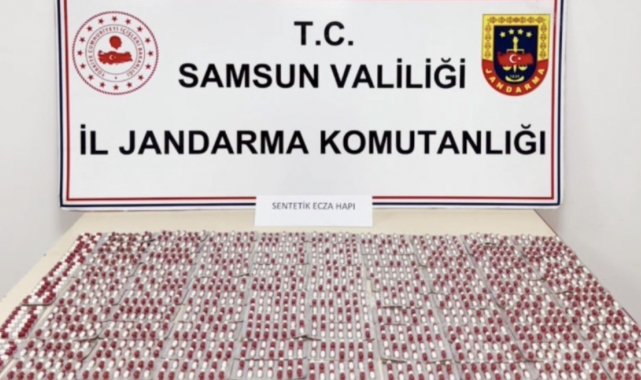 T.C.
SAMSUN VALİLİĞİ
İL JANDARMA KOMUTANLIĞI
JANDARMA
SENTETİK ECZA HAPI